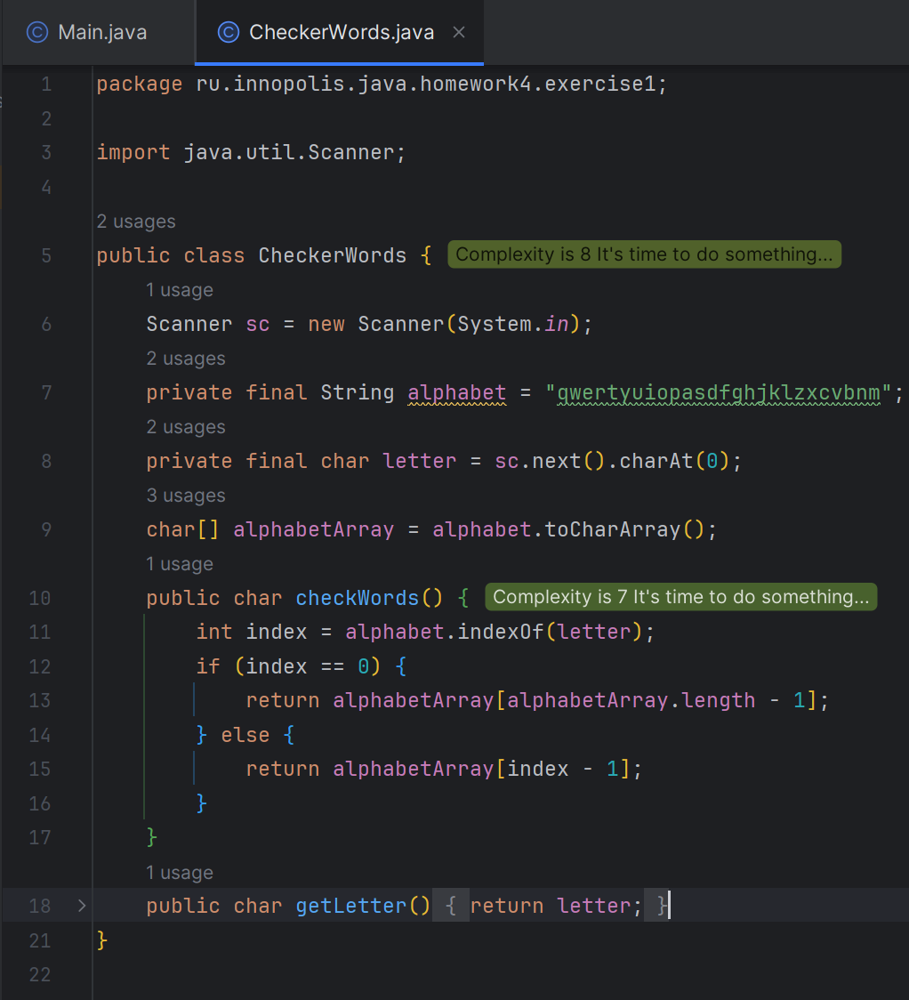 Main.java
CheckerWords.java
1 package ru.innopolis.java.homework4.exercise1;
2
3 import java.util.Scanner;
4
2 usages
5 public class CheckerWords { Complexity is 8 It's time to do something...
1 usage
6 Scanner sc = new Scanner(System.in);
2 usages
7 private final String alphabet = "qwertyuiopasdfghjklzxcvbnm";
2 usages
8 private final char letter = sc.next().charAt(0);
3 usages
9 char[] alphabetArray = alphabet.toCharArray();
1 usage
10 public char checkWords() { Complexity is 7 It's time to do something...
11 int index = alphabet.indexOf(letter);
12 if (index == 0) {
13 return alphabetArray[alphabetArray.length - 1];
14 } else {
15 return alphabetArray[index - 1];
16 }
17 }
1 usage
18 public char getLetter() { return letter; }
21 }
22